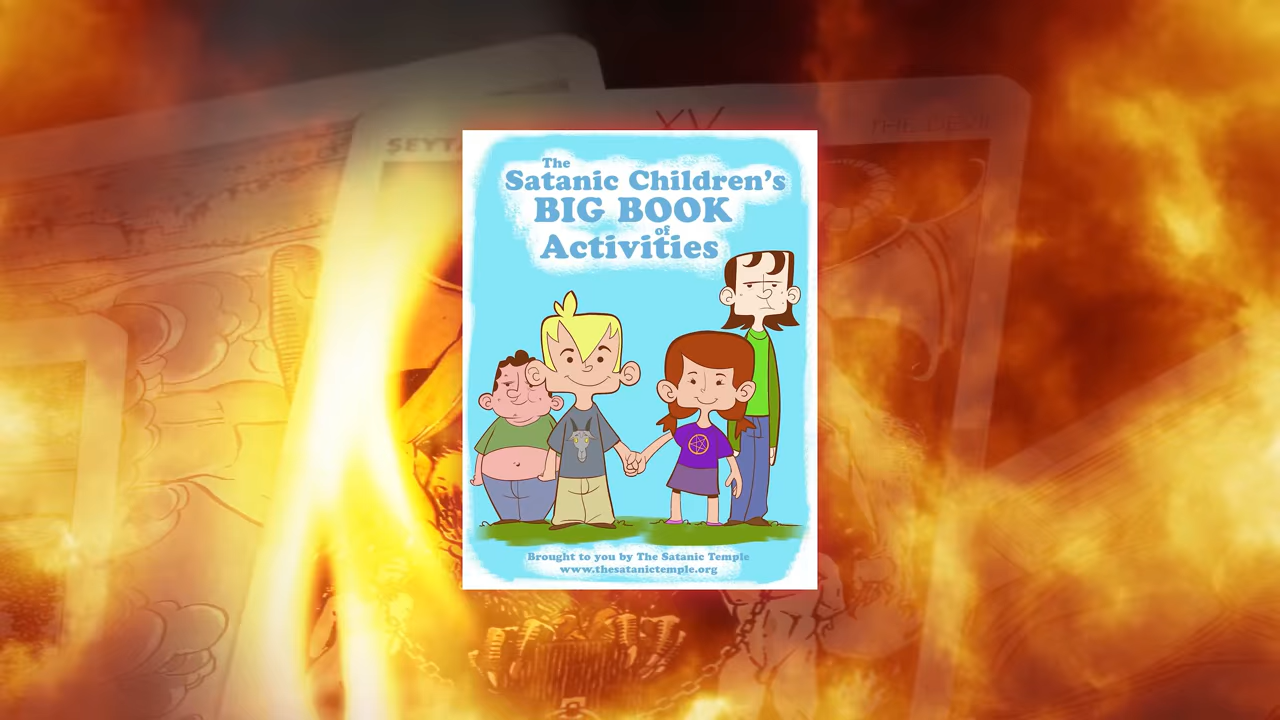 XV
THE DEVIL
The
Satanic Children's
BIG BOOK
of
Activities
Brought to you by The Satanic Temple
www.thesatanictemple.org